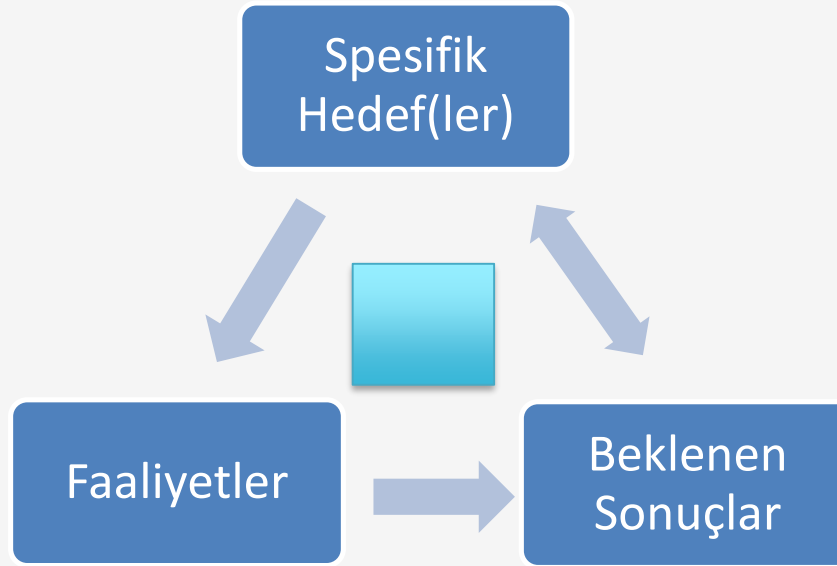 Spesifik
Hedef(ler)
Faaliyetler
Beklenen
Sonuçlar